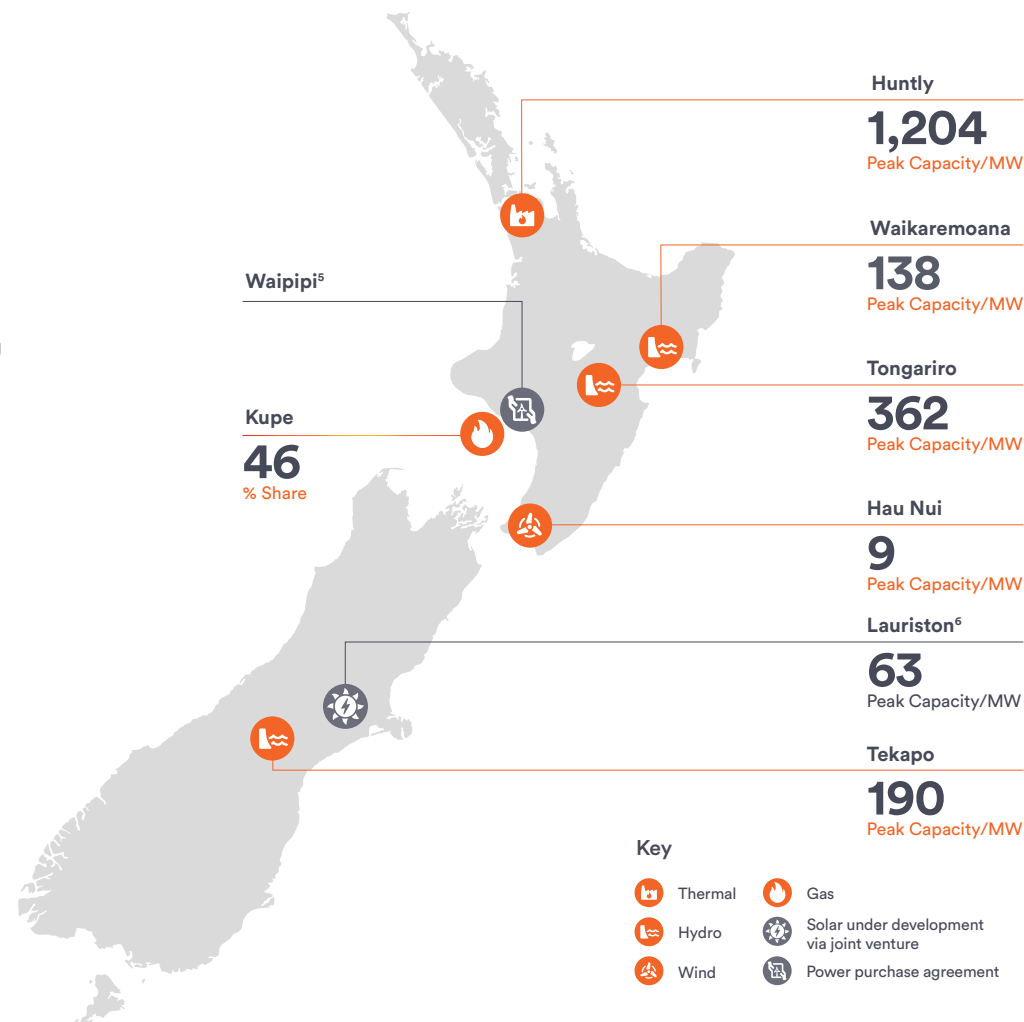 Huntly
1,204
Peak Capacity/MW
Waikaremoana
138
Peak Capacity/MW
Waipipi⁵
Tongariro
362
Peak Capacity/MW
Kupe
46
% Share
Hau Nui
9
Peak Capacity/MW
Lauriston⁶
63
Peak Capacity/MW
Tekapo
190
Peak Capacity/MW
Key
Thermal
Gas
Hydro
Solar under development
via joint venture
Wind
Power purchase agreement